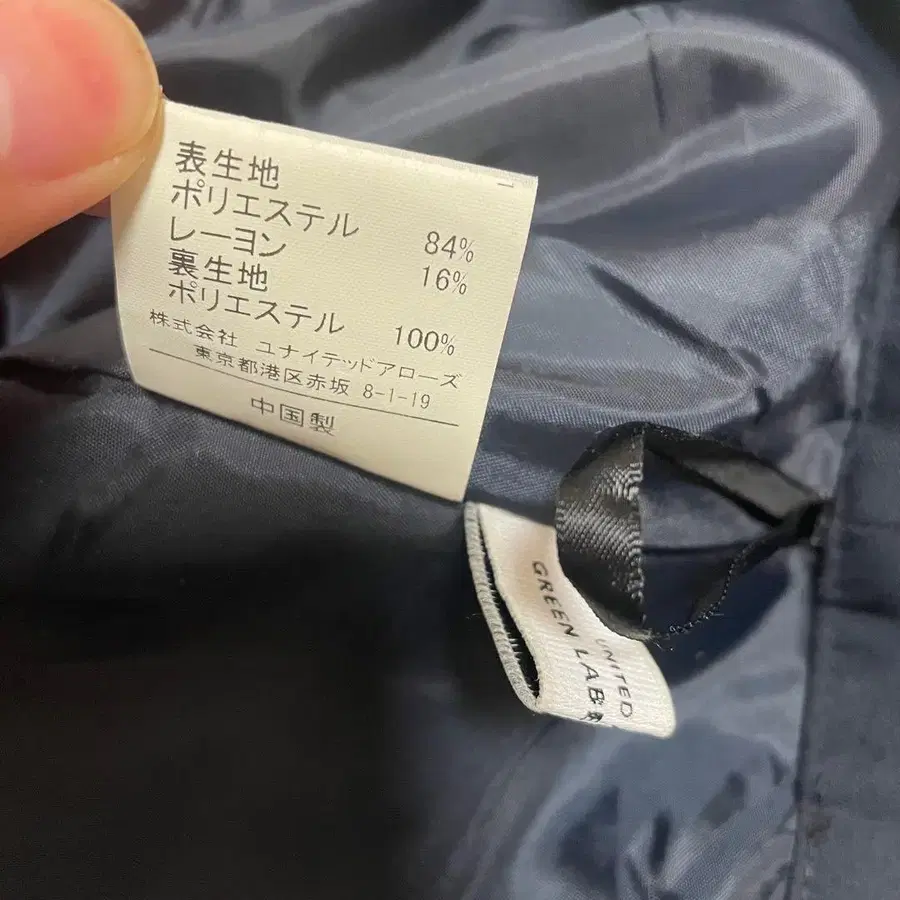 表生地
ポリエステル 84%
レーヨン 16%
裏生地
ポリエステル 100%
株式会社 ユナイテッドアローズ
東京都港区赤坂 8-1-19
中国製
UNITED
GREEN LAB